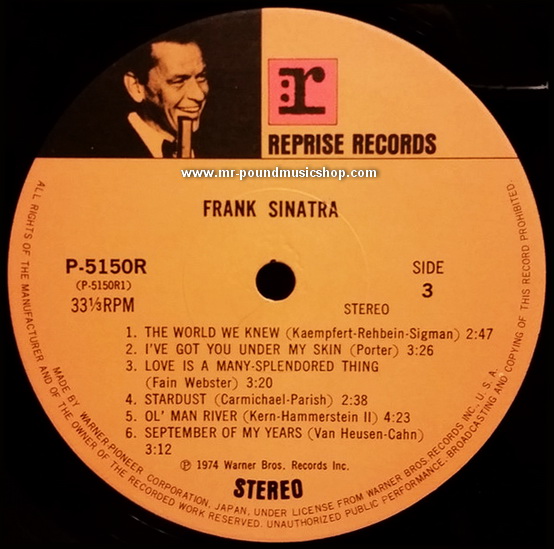 r
REPRISE RECORDS
www.mr-poundmusicshop.com
FRANK SINATRA
P-5150R
(P-5150R1)
33⅓RPM
SIDE
3
STEREO
1. THE WORLD WE KNEW (Kaempfert-Rehbein-Sigman) 2:47
2. I'VE GOT YOU UNDER MY SKIN (Porter) 3:26
3. LOVE IS A MANY-SPLENDORED THING
(Fain Webster) 3:20
4. STARDUST (Carmichael-Parish) 2:38
5. OL' MAN RIVER (Kern-Hammerstein II) 4:23
6. SEPTEMBER OF MY YEARS (Van Heusen-Cahn)
3:12
℗ 1974 Warner Bros. Records Inc.
STEREO
ALL RIGHTS OF THE MANUFACTURER AND OF THE OWNER OF THE RECORDED WORK RESERVED. UNAUTHORIZED PUBLIC PERFORMANCE, BROADCASTING AND COPYING OF THIS RECORD PROHIBITED.
MADE BY WARNER-PIONEER CORPORATION, JAPAN, UNDER LICENSE FROM WARNER BROS. RECORDS INC., U.S.A.